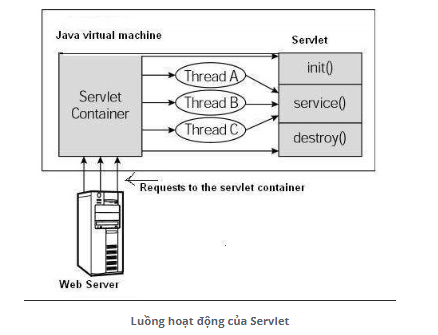 Java virtual machine
Servlet
Servlet
Container
Thread A
Thread B
Thread C
init()
service()
destroy()
Requests to the servlet container
Web Server
Luồng hoạt động của Servlet